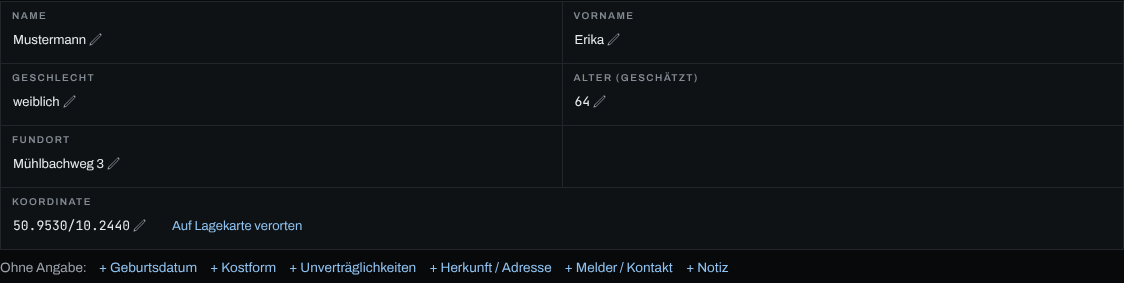 NAME
Mustermann
VORNAME
Erika
GESCHLECHT
weiblich
ALTER (GESCHÄTZT)
64
FUNDORT
Mühlbachweg 3
KOORDINATE
50.9530/10.2440 Auf Lagekarte verorten
Ohne Angabe: + Geburtsdatum + Kostform + Unverträglichkeiten + Herkunft / Adresse + Melder / Kontakt + Notiz